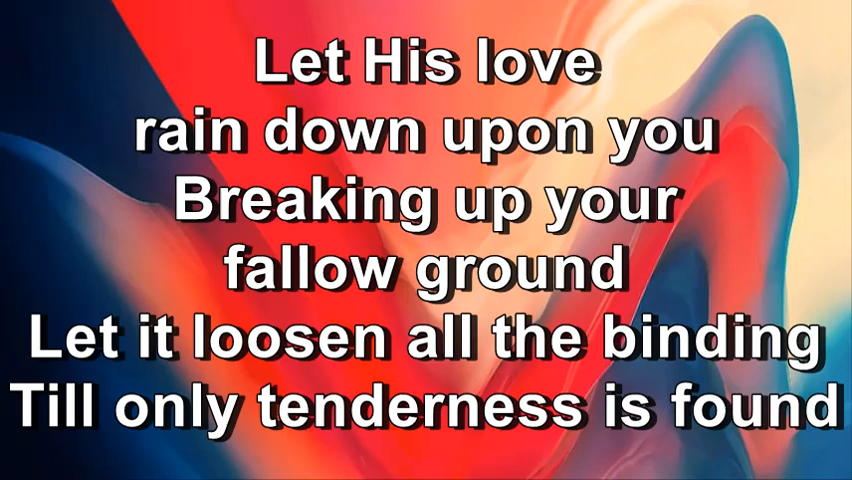 Let His love
rain down upon you
Breaking up your
fallow ground
Let it loosen all the binding
Till only tenderness is found